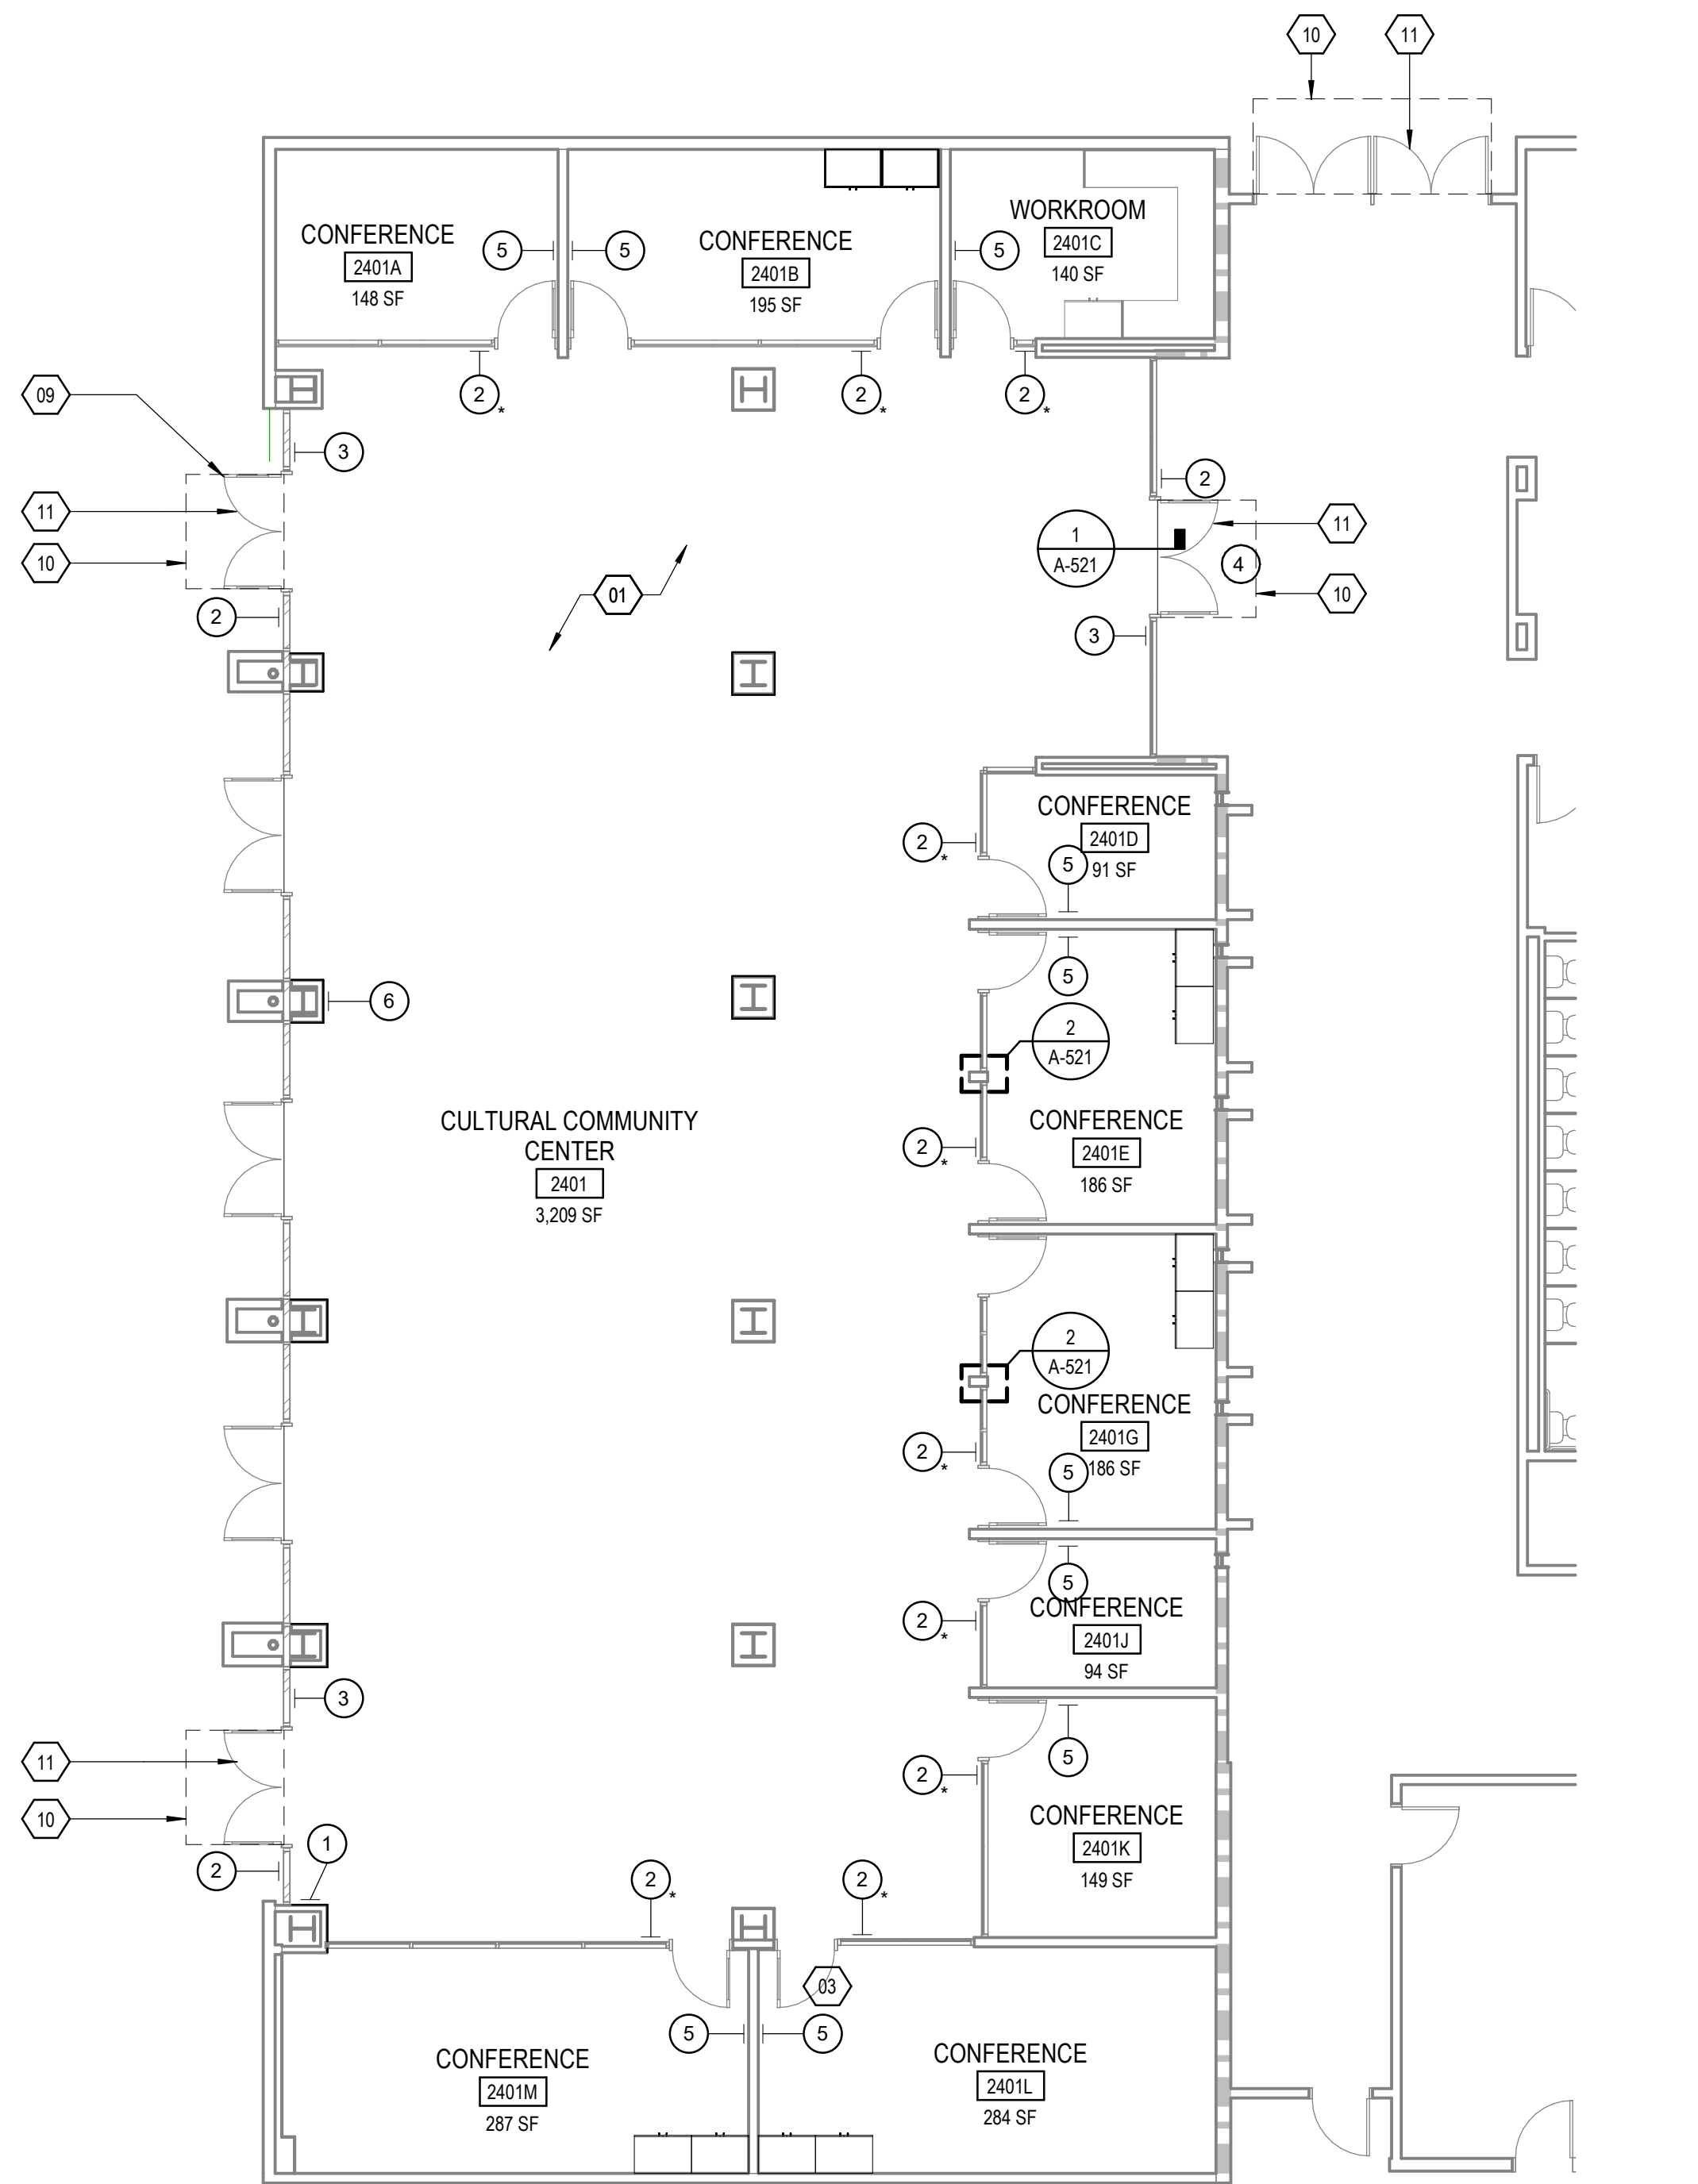 10
11
CONFERENCE
2401A
148 SF
5
5
CONFERENCE
2401B
195 SF
WORKROOM
2401C
140 SF
5
2*
2*
2*
09
3
11
10
2
01
2
1
A-521
11
4
10
3
CONFERENCE
2401D
91 SF
2*
5
5
6
2
A-521
CONFERENCE
2401E
186 SF
2*
CULTURAL COMMUNITY
CENTER
2401
3,209 SF
2
A-521
CONFERENCE
2401G
186 SF
2*
5
5
CONFERENCE
2401J
94 SF
2*
3
11
10
5
2*
CONFERENCE
2401K
149 SF
1
2
2*
2*
03
5
5
CONFERENCE
2401M
287 SF
CONFERENCE
2401L
284 SF